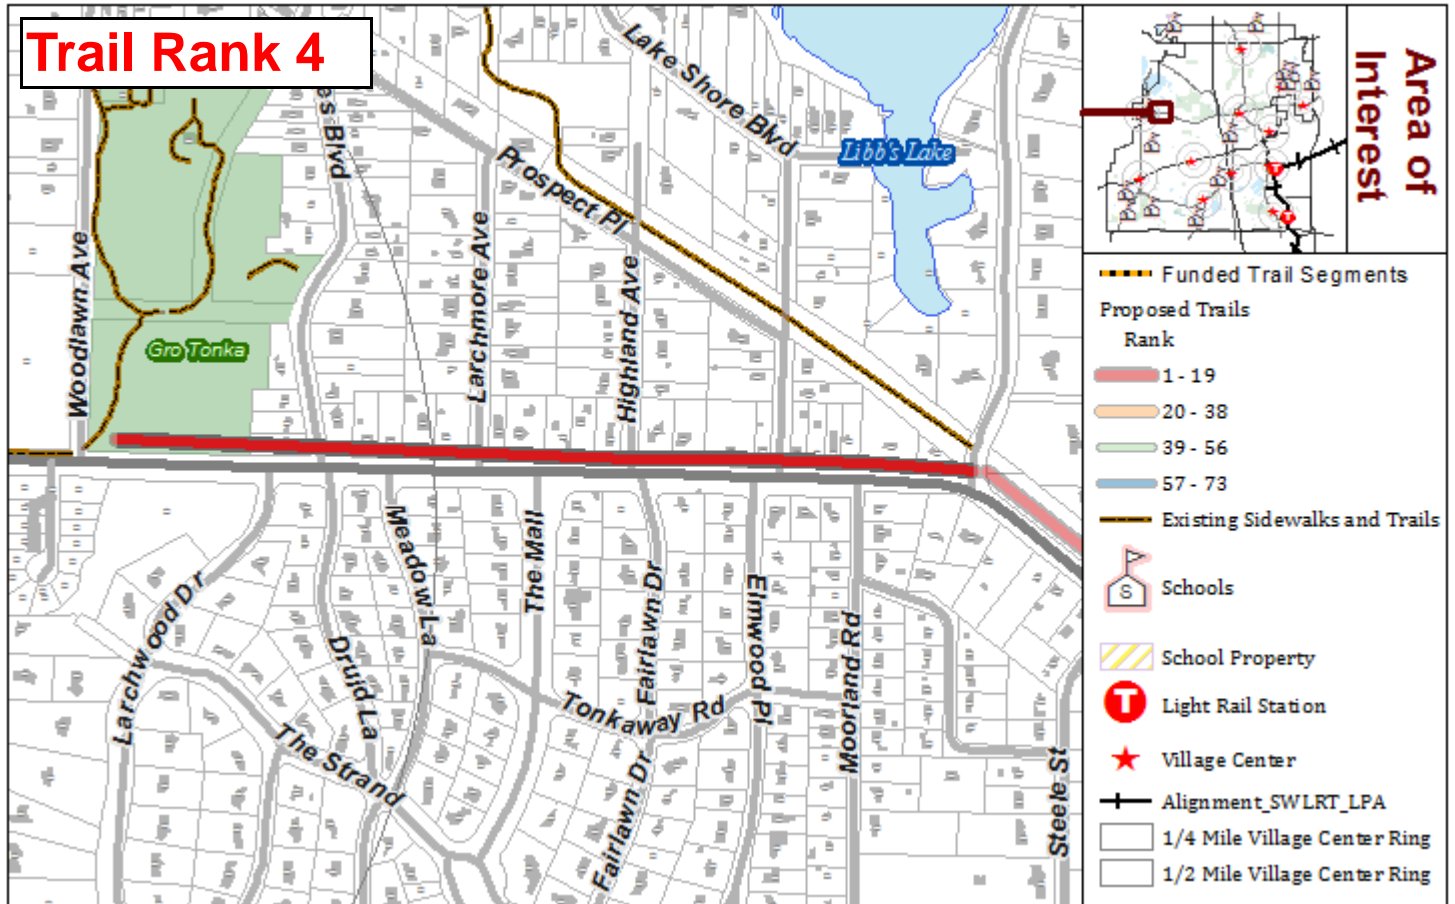 Trail Rank 4
es Blvd
Lake Shore Blvd
Libb's Lake
Prospect Pl
Woodlawn Ave
Larchmore Ave
Highland Ave
Gro Tonka
Meadow La
The Mall
Fairlawn Dr
Elmwood Pl
Moorland Rd
Larchwood Dr
Druid La
Tonkaway Rd
The Strand
Fairlawn Dr
Steele St
Area of
Interest
T
T
Funded Trail Segments
Proposed Trails
Rank
1 - 19
20 - 38
39 - 56
57 - 73
Existing Sidewalks and Trails
S
Schools
School Property
T
Light Rail Station
Village Center
Alignment_SWLRT_LPA
1/4 Mile Village Center Ring
1/2 Mile Village Center Ring